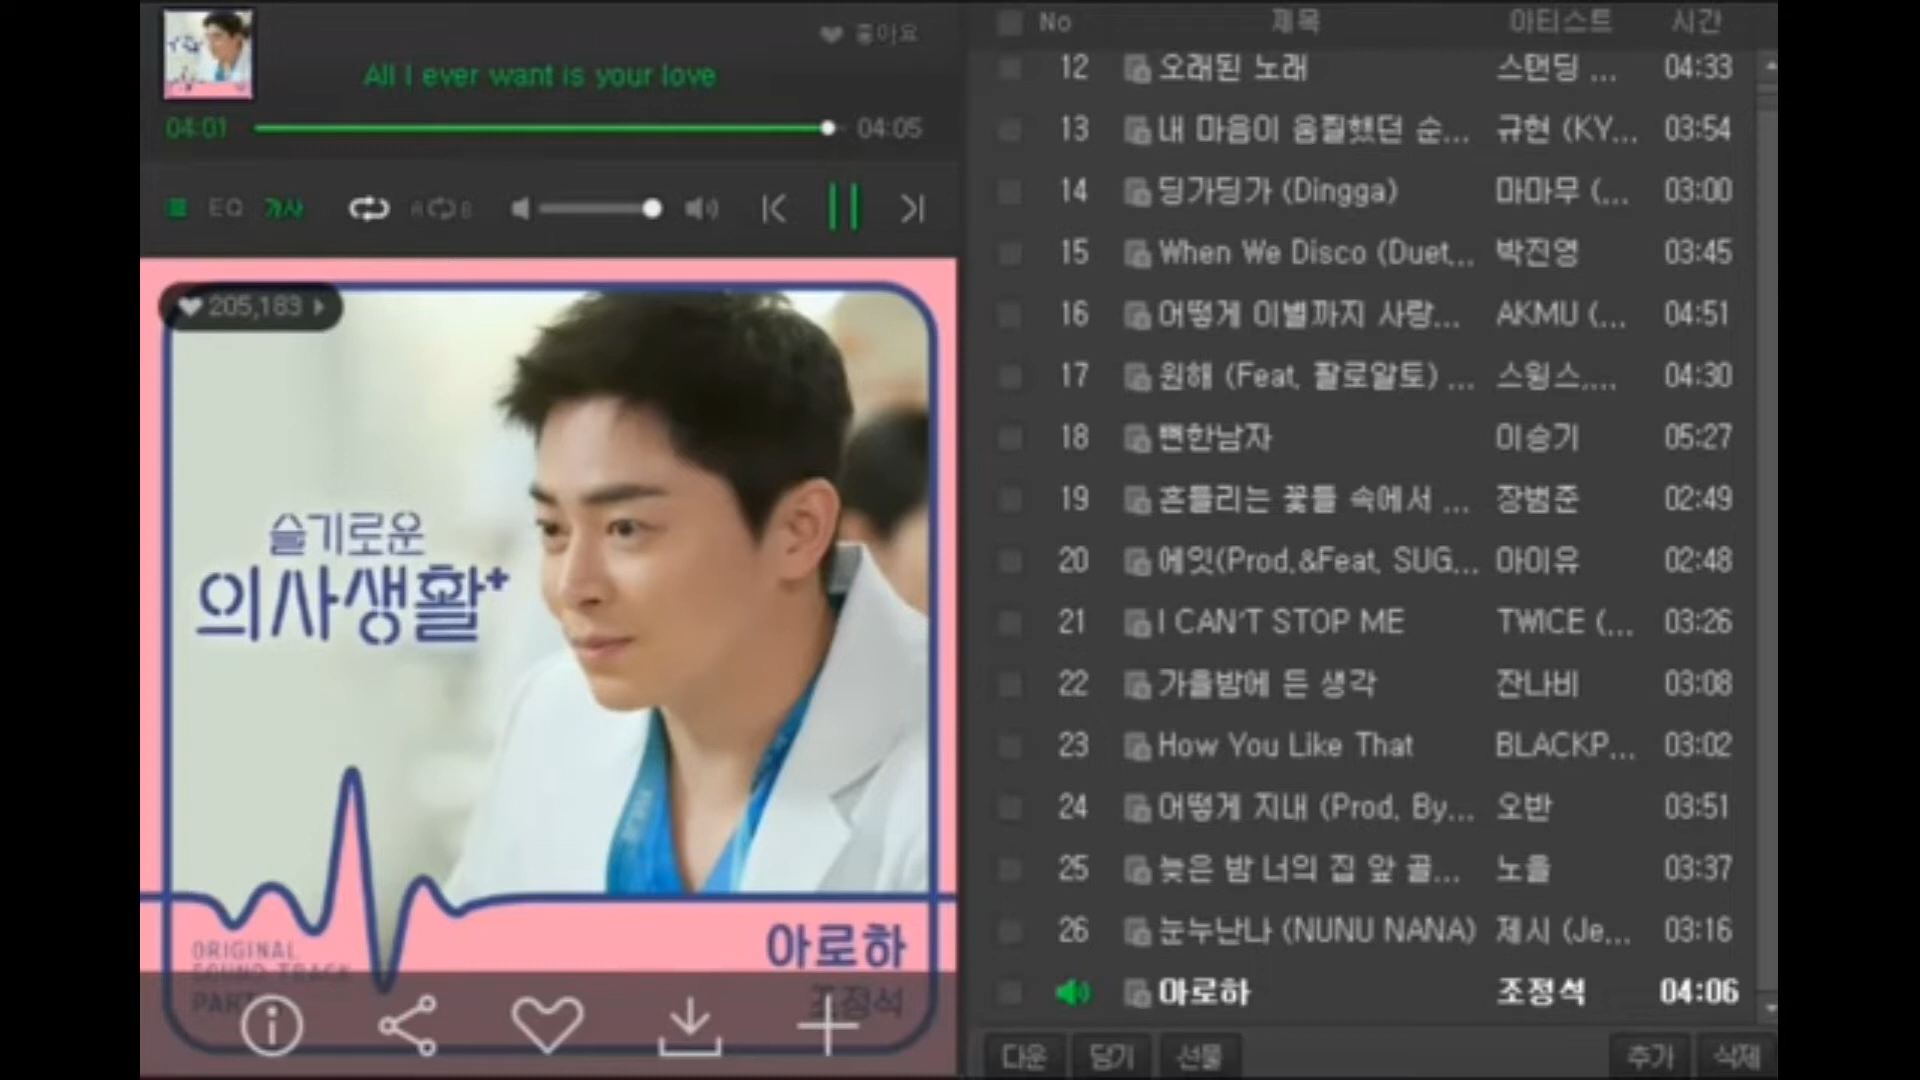 좋아요
All I ever want is your love
04:01 04:05
EQ 가사 A B
205,183
슬기로운
의사생활+
ORIGINAL
SOUND TRACK
PART
아로하
조정석
No 제목 아티스트 시간
12 오래된 노래 스탠딩 ... 04:33
13 내 마음이 움찔했던 순... 규현 (KY... 03:54
14 딩가딩가 (Dingga) 마마무 (... 03:00
15 When We Disco (Duet... 박진영 03:45
16 어떻게 이별까지 사랑... AKMU (... 04:51
17 원해 (Feat. 팔로알토) ... 스윙스,... 04:30
18 뻔한남자 이승기 05:27
19 흔들리는 꽃들 속에서 ... 장범준 02:49
20 에잇(Prod.&Feat. SUG... 아이유 02:48
21 I CAN'T STOP ME TWICE (... 03:26
22 가을밤에 든 생각 잔나비 03:08
23 How You Like That BLACKP... 03:02
24 어떻게 지내 (Prod. By... 오반 03:51
25 늦은 밤 너의 집 앞 골... 노을 03:37
26 눈누난나 (NUNU NANA) 제시 (Je... 03:16
아로하 조정석 04:06
다운 담기 선물 추가 삭제